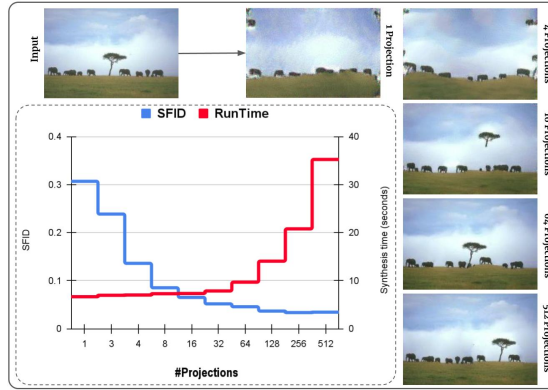 Input
1 Projection
4 Projections
16 Projections
64 Projections
512 Projections
SFID RunTime
0.4
0.3
0.2
0.1
0
SFID
40
30
20
10
0
Synthesis time (seconds)
1 3 4 8 16 32 64 128 256 512
#Projections